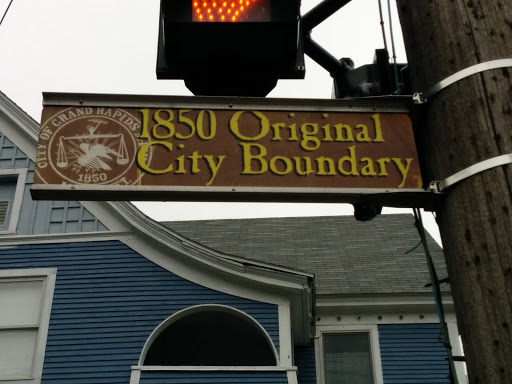 CITY OF GRAND RAPIDS
1850
1850 Original
City Boundary